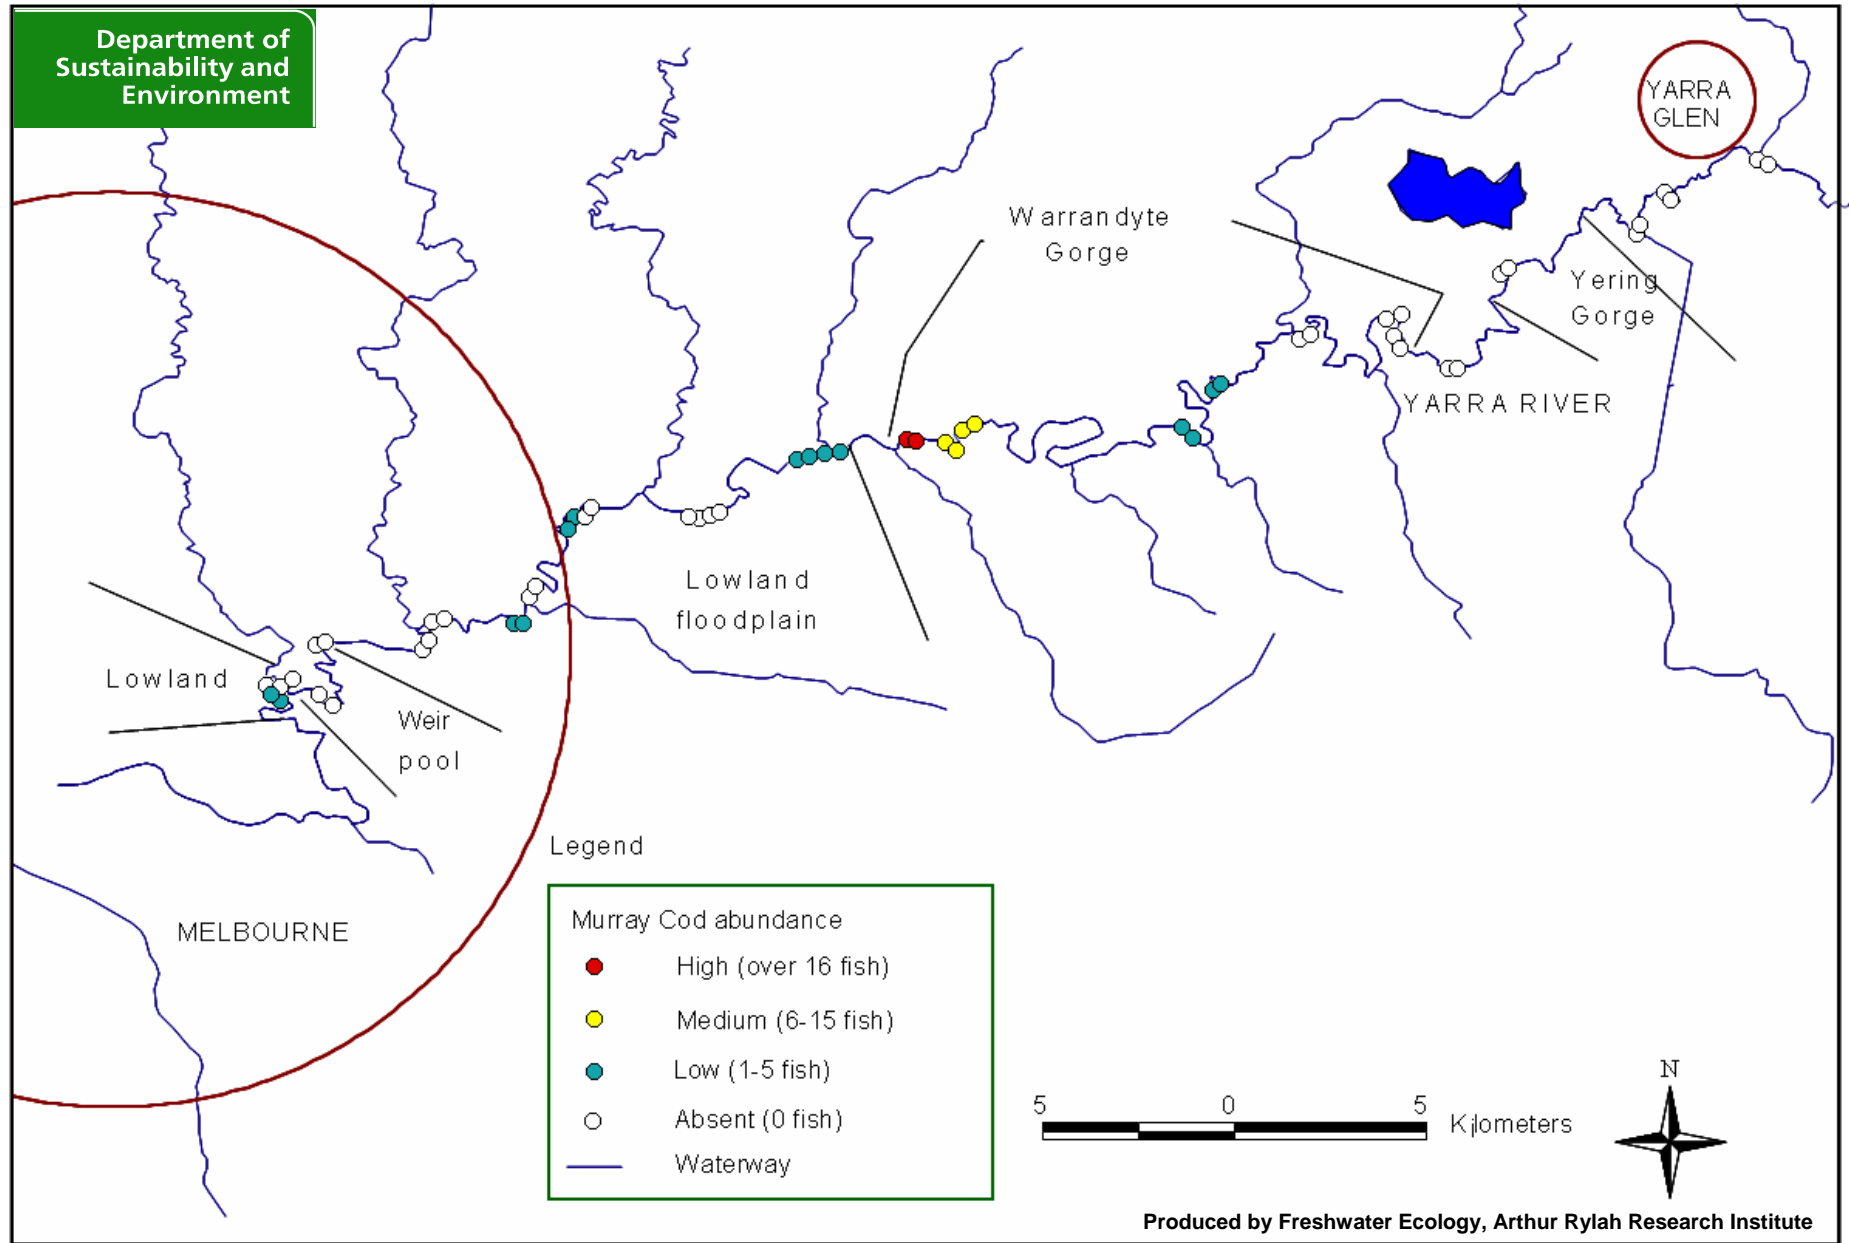 Department of
Sustainability and
Environment
YARRA
GLEN
Warrandyte
Gorge
Yering
Gorge
YARRA RIVER
Lowland
floodplain
Lowland
Weir
pool
MELBOURNE
Legend
Murray Cod abundance
High (over 16 fish)
Medium (6-15 fish)
Low (1-5 fish)
Absent (0 fish)
Waterway
5 0 5
Kilometers
N
Produced by Freshwater Ecology, Arthur Rylah Research Institute